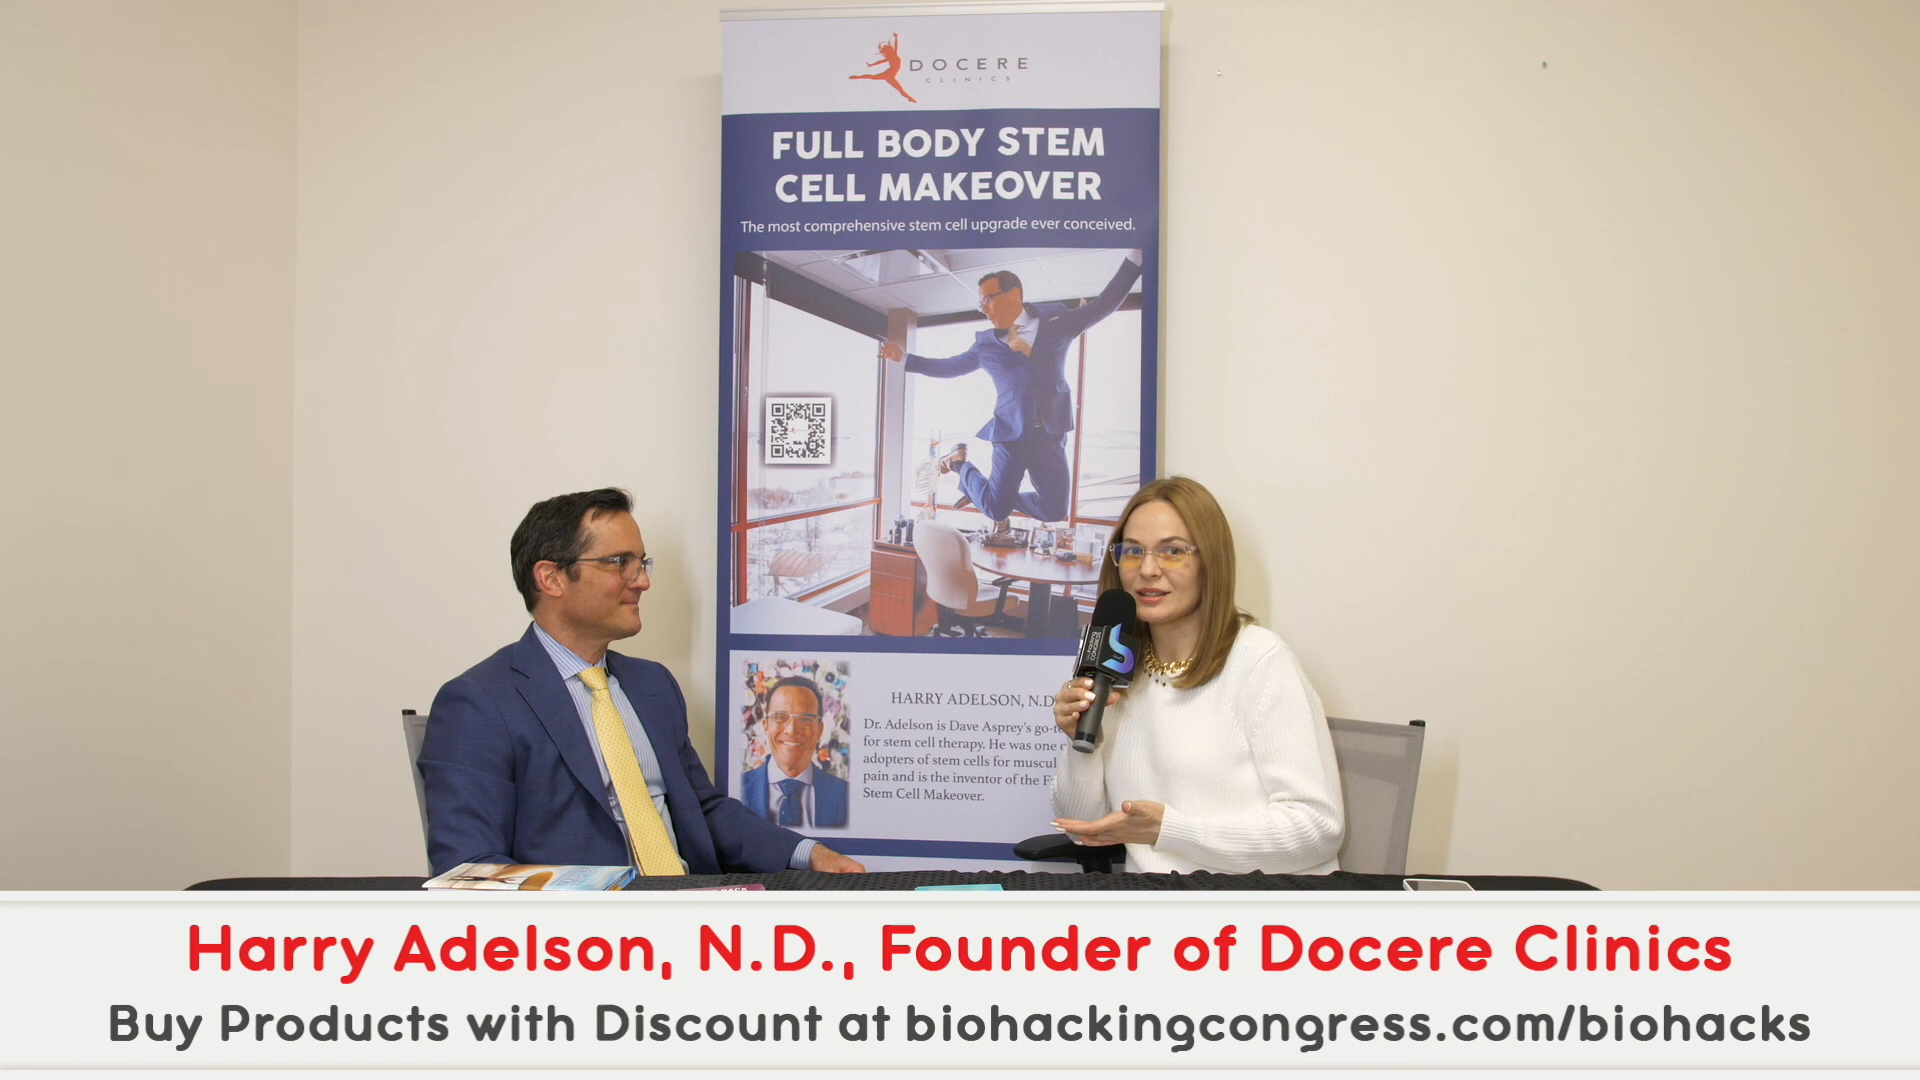 DOCERE
CLINICS
FULL BODY STEM
CELL MAKEOVER
The most comprehensive stem cell upgrade ever conceived.
HARRY ADELSON, N.D.
Dr. Adelson is Dave Asprey's
for stem cell therapy. He was one
adopters of stem cells for
pain and is the inventor of the
Stem Cell Makeover.
CONGRESS
BACK
Harry Adelson, N.D., Founder of Docere Clinics
Buy Products with Discount at biohackingcongress.com/biohacks